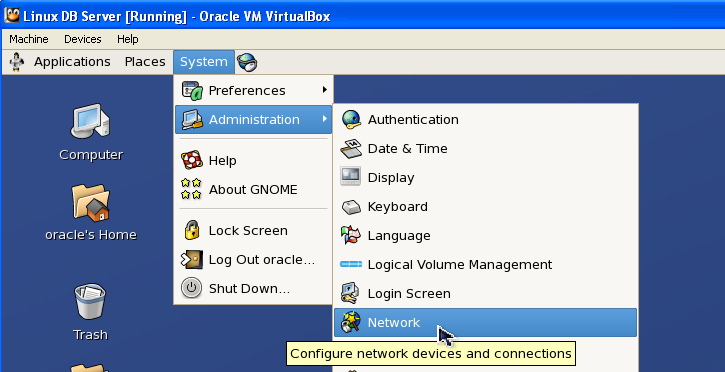 Linux DB Server [Running] - Oracle VM VirtualBox
Machine Devices Help
Applications Places System
Preferences
Administration
Help
About GNOME
Lock Screen
Log Out oracle...
Shut Down...
Authentication
Date & Time
Display
Keyboard
Language
Logical Volume Management
Login Screen
Network
Configure network devices and connections
Computer
oracle's Home
Trash